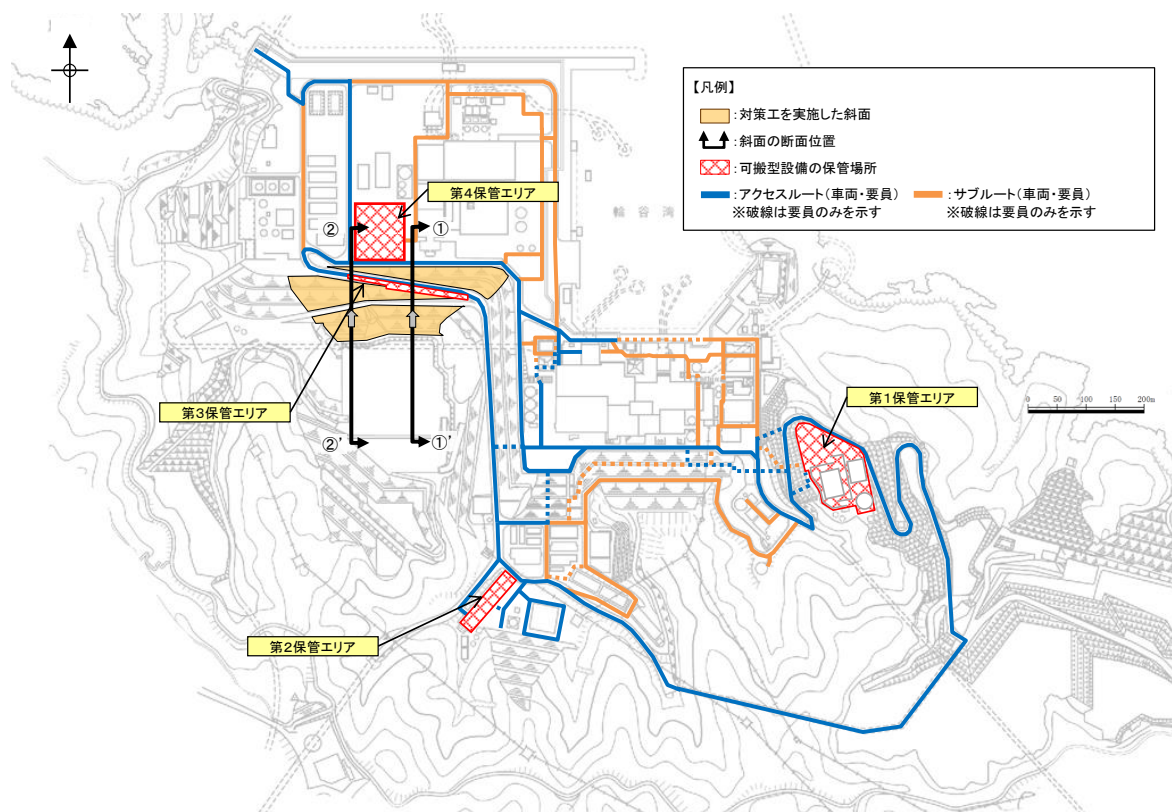 【凡例】
:対策工を実施した斜面
:斜面の断面位置
:可搬型設備の保管場所
:アクセスルート(車両・要員)
※破線は要員のみを示す
:サブルート(車両・要員)
※破線は要員のみを示す
第4保管エリア
輪谷湾
②
①
第3保管エリア
第1保管エリア
0 50 100 150 200m
②'
①'
第2保管エリア